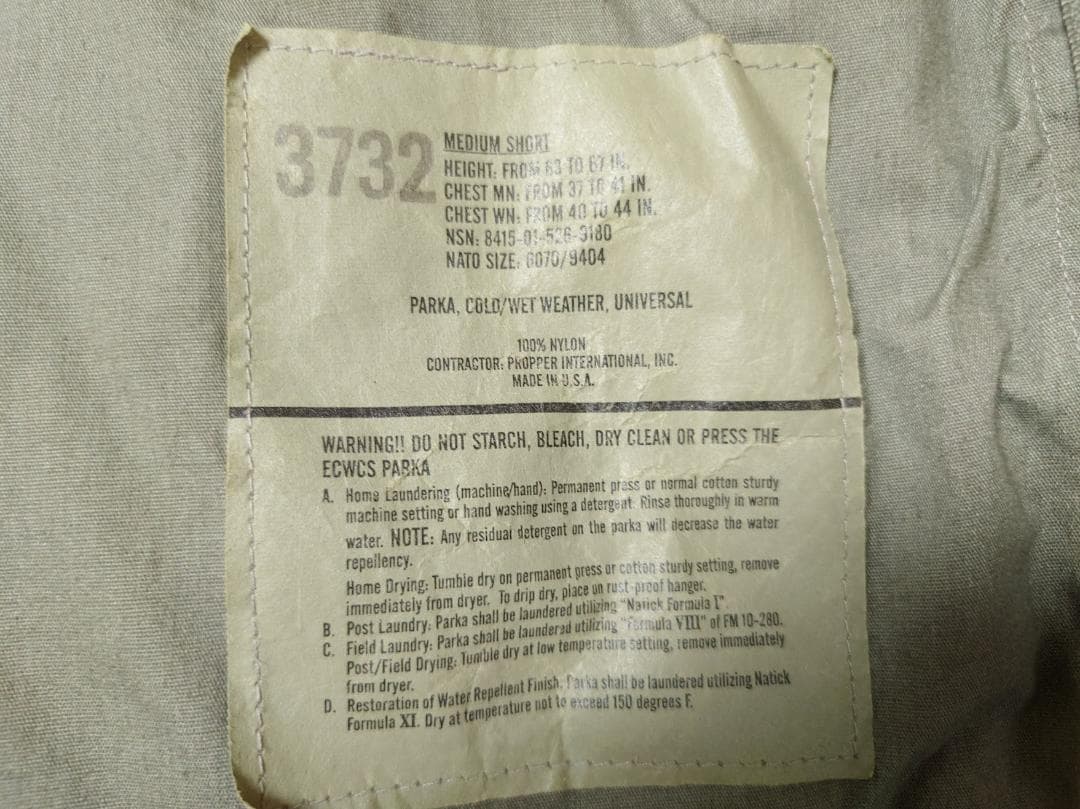 3732
MEDIUM SHORT
HEIGHT: FROM 63 TO 67 IN.
CHEST MN: FROM 37 TO 41 IN.
CHEST WN: FROM 40 TO 44 IN.
NSN: 8415-01-526-3180
NATO SIZE: 6070/9404
PARKA, COLD/WET WEATHER, UNIVERSAL
100% NYLON
CONTRACTOR: PROPPER INTERNATIONAL, INC.
MADE IN U.S.A.
WARNING!! DO NOT STARCH, BLEACH, DRY CLEAN OR PRESS THE
ECWCS PARKA
A. Home Laundering (machine/hand): Permanent press or normal cotton sturdy
machine setting or hand washing using a detergent. Rinse thoroughly in warm
water. NOTE: Any residual detergent on the parka will decrease the water
repellency.
Home Drying: Tumble dry on permanent press or cotton sturdy setting, remove
immediately from dryer. To drip dry, place on rust-proof hanger.
B. Post Laundry: Parka shall be laundered utilizing "Natick Formula I".
C. Field Laundry: Parka shall be laundered utilizing "Formula VIII" of FM 10-280.
Post/Field Drying: Tumble dry at low temperature setting, remove immediately
from dryer.
D. Restoration of Water Repellent Finish: Parka shall be laundered utilizing Natick
Formula XI. Dry at temperature not to exceed 150 degrees F.